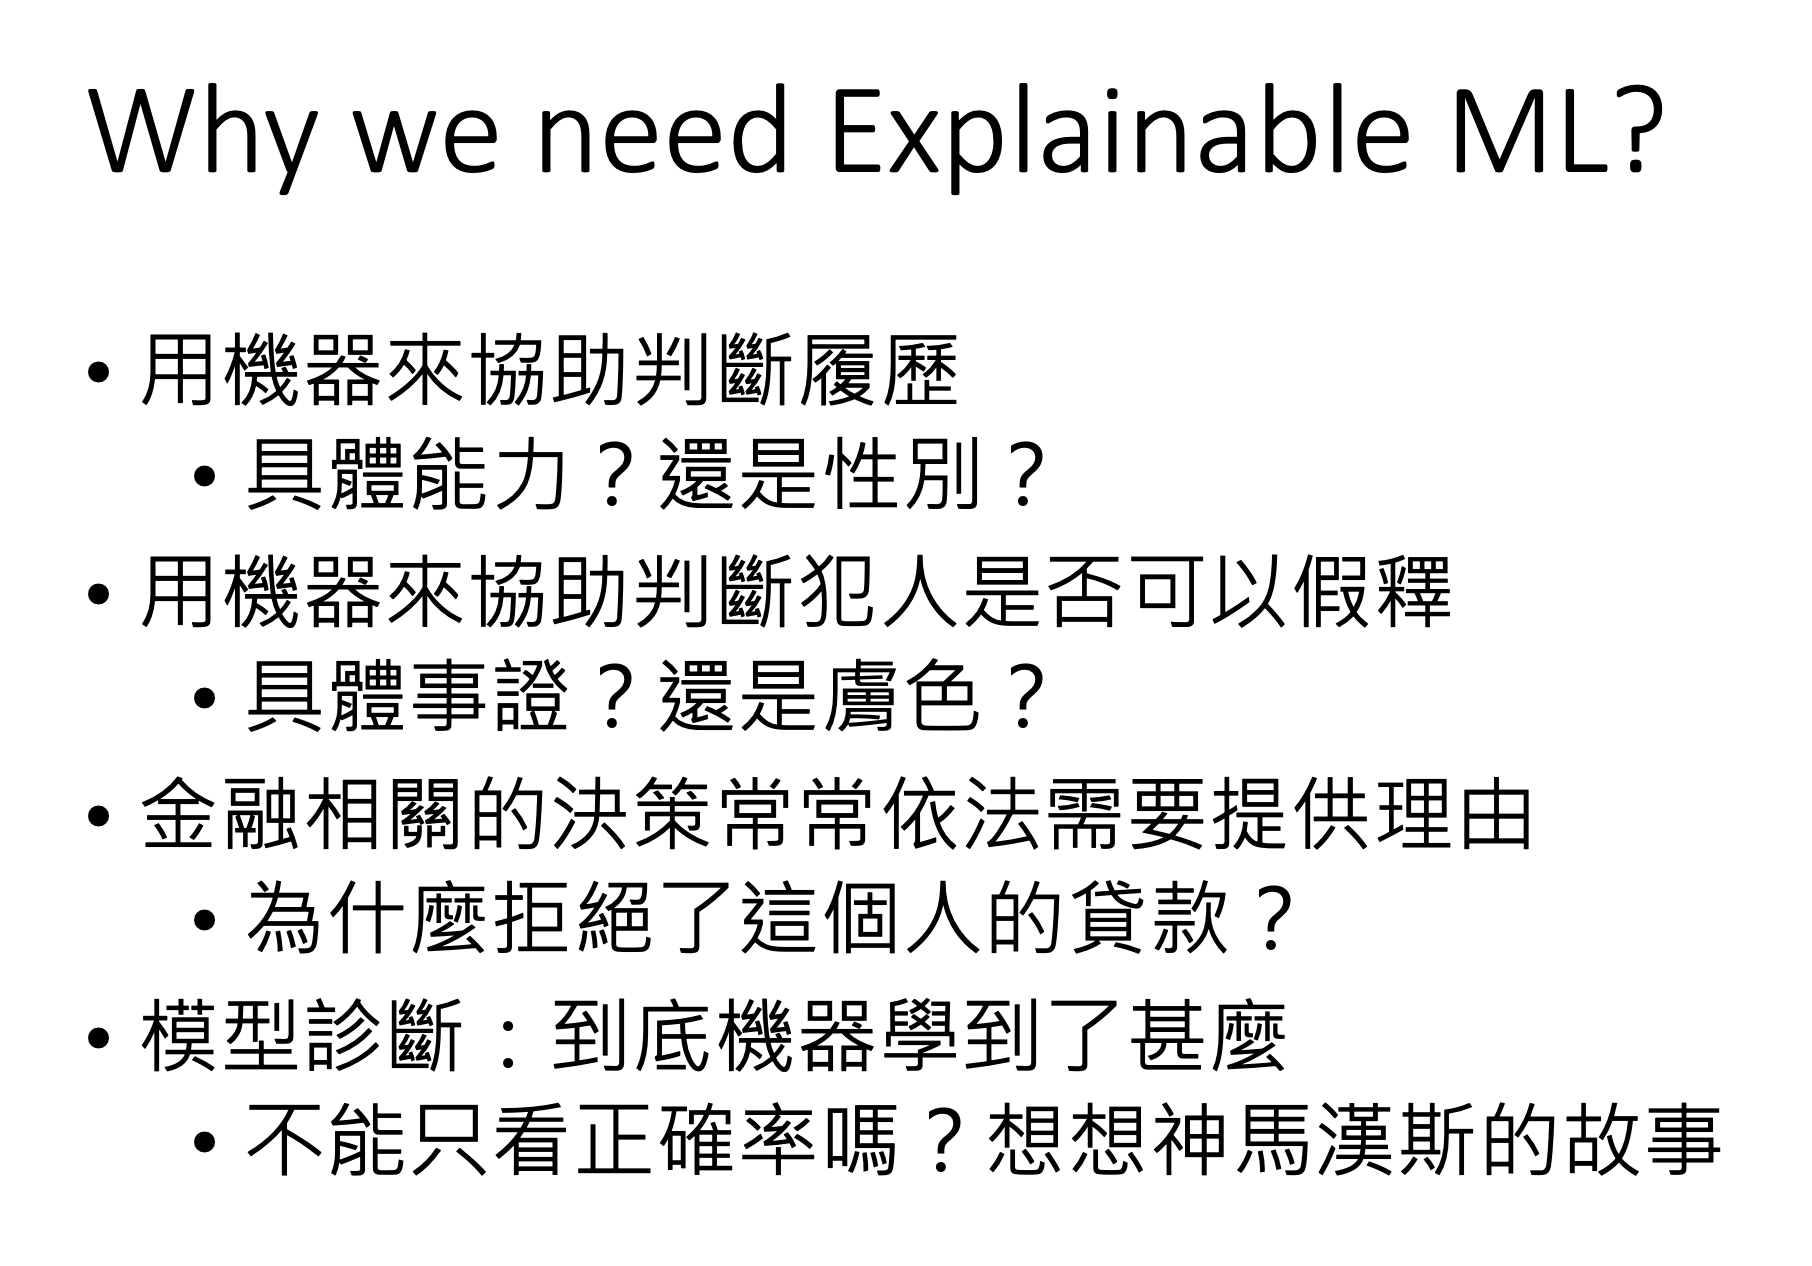 Why we need Explainable ML?
• 用機器來協助判斷履歷
• 具體能力？還是性別？
• 用機器來協助判斷犯人是否可以假釋
• 具體事證？還是膚色？
• 金融相關的決策常常依法需要提供理由
• 為什麼拒絕了這個人的貸款？
• 模型診斷：到底機器學到了甚麼
• 不能只看正確率嗎？想想神馬漢斯的故事